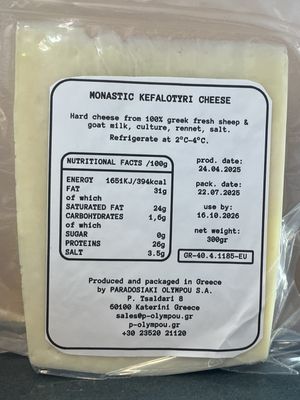 MONASTIC KEFALOTYRI CHEESE
Hard cheese from 100% greek fresh sheep &
goat milk, culture, rennet, salt.
Refrigerate at 2°C-4°C.
NUTRITIONAL FACTS /100g
ENERGY 1651KJ/394kcal
FAT 31g
of which
SATURATED FAT 24g
CARBOHYDRATES 1,6g
of which
SUGAR 0g
PROTEINS 26g
SALT 3.5g
prod. date:
24.04.2025
pack. date:
22.07.2025
use by:
16.10.2026
net weight:
300gr
GR-40.4.1185-EU
Produced and packaged in Greece
by PARADOSIAKI OLYMPOU S.A.
P. Tsaldari 8
60100 Katerini Greece
sales@p-olympou.gr
p-olympou.gr
+30 23520 21120